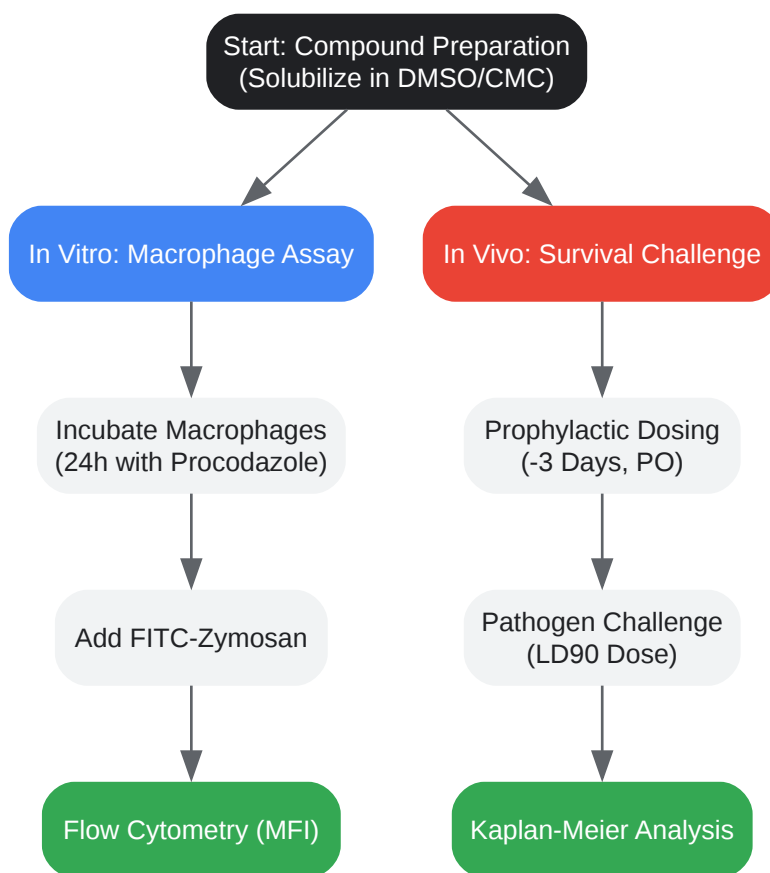 Start: Compound Preparation
(Solubilize in DMSO/CMC)
In Vitro: Macrophage Assay
In Vivo: Survival Challenge
Incubate Macrophages
(24h with Procodazole)
Prophylactic Dosing
(-3 Days, PO)
Add FITC-Zymosan
Pathogen Challenge
(LD90 Dose)
Flow Cytometry (MFI)
Kaplan-Meier Analysis